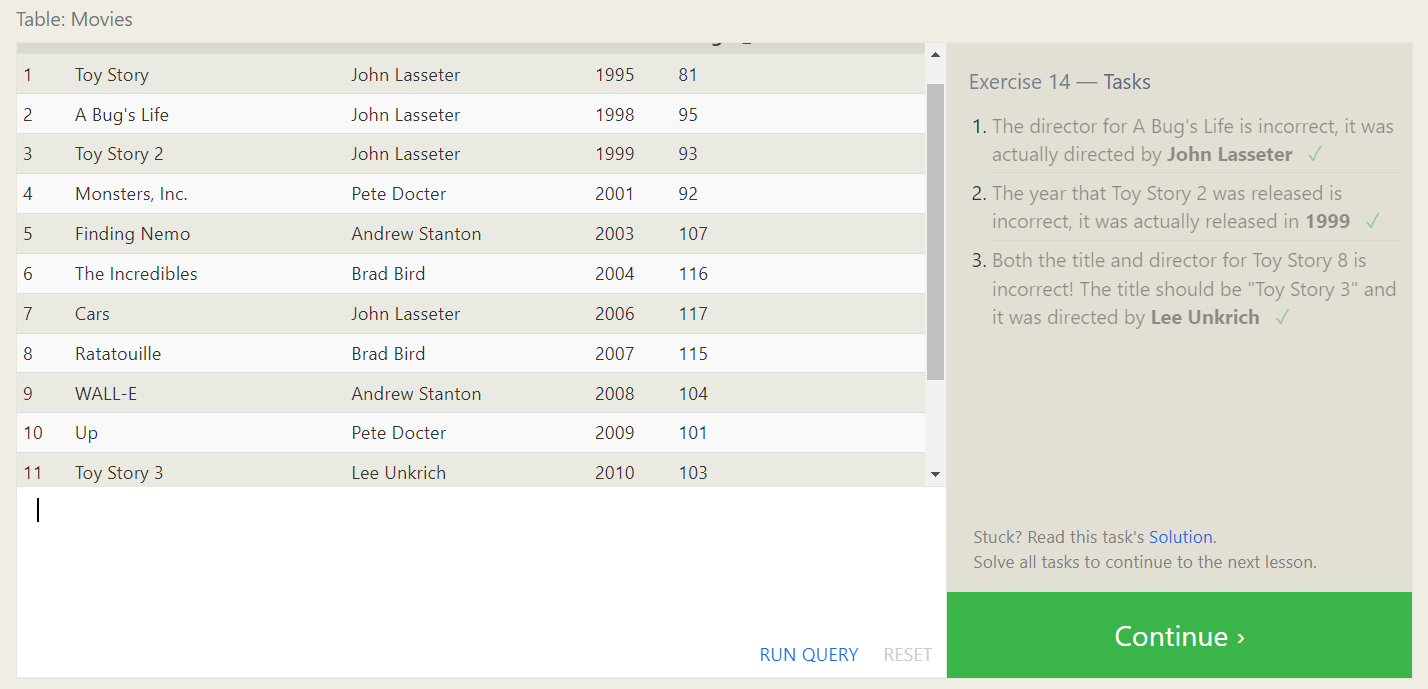 Table: Movies
1 Toy Story John Lasseter 1995 81
2 A Bug's Life John Lasseter 1998 95
3 Toy Story 2 John Lasseter 1999 93
4 Monsters, Inc. Pete Docter 2001 92
5 Finding Nemo Andrew Stanton 2003 107
6 The Incredibles Brad Bird 2004 116
7 Cars John Lasseter 2006 117
8 Ratatouille Brad Bird 2007 115
9 WALL-E Andrew Stanton 2008 104
10 Up Pete Docter 2009 101
11 Toy Story 3 Lee Unkrich 2010 103
RUN QUERY RESET
Exercise 14 — Tasks
1. The director for A Bug's Life is incorrect, it was
actually directed by John Lasseter ✓
2. The year that Toy Story 2 was released is
incorrect, it was actually released in 1999 ✓
3. Both the title and director for Toy Story 8 is
incorrect! The title should be "Toy Story 3" and
it was directed by Lee Unkrich ✓
Stuck? Read this task's Solution.
Solve all tasks to continue to the next lesson.
Continue ›